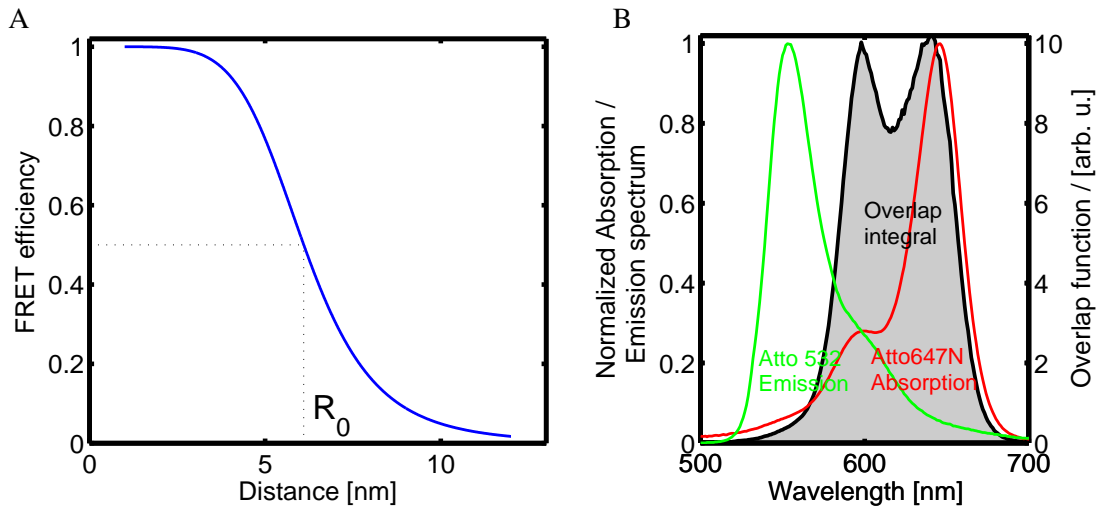 A
1
0.8
0.6
0.4
0.2
0
0
5
10
FRET efficiency
R0
Distance [nm]
B
1
0.8
0.6
0.4
0.2
0
10
8
6
4
2
0
500
600
700
Normalized Absorption /
Emission spectrum
Overlap function / [arb. u.]
Overlap
integral
Atto 532
Emission
Atto647N
Absorption
Wavelength [nm]